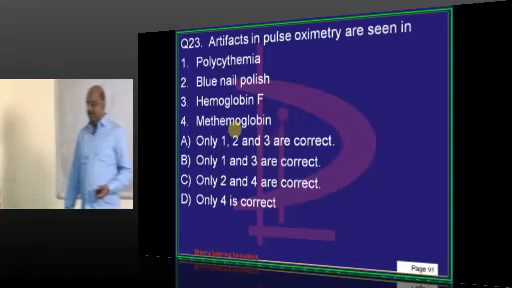 Q23. Artifacts in pulse oximetry are seen in
1. Polycythemia
2. Blue nail polish
3. Hemoglobin F
4. Methemoglobin
A) Only 1, 2 and 3 are correct.
B) Only 1 and 3 are correct.
C) Only 2 and 4 are correct.
D) Only 4 is correct
Page 91